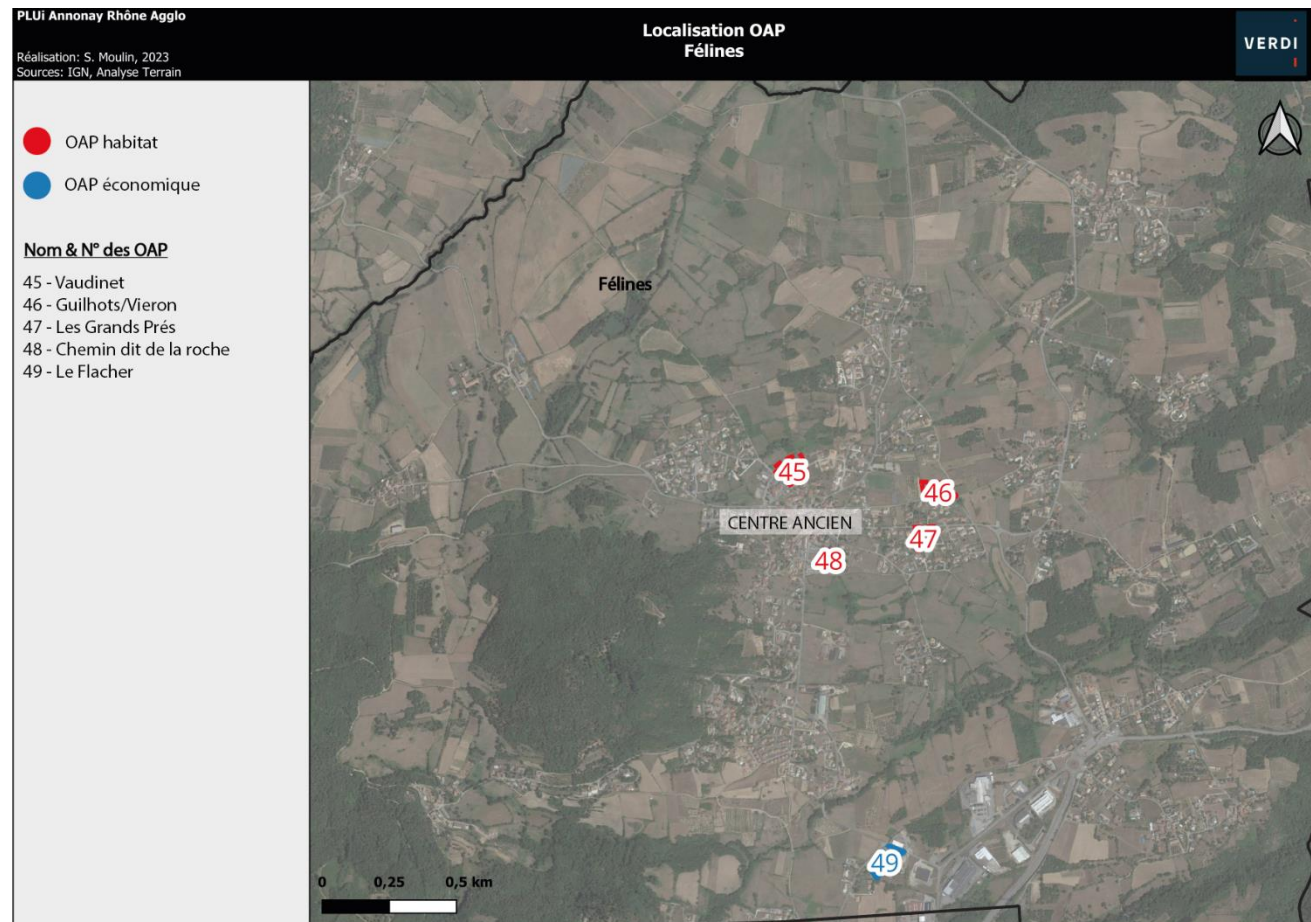 PLUi Annonay Rhône Agglo
Réalisation: S. Moulin, 2023
Sources: IGN, Analyse Terrain
Localisation OAP
Félines
VERDI
OAP habitat
OAP économique
Nom & N° des OAP
45 - Vaudinet
46 - Guilhots/Vieron
47 - Les Grands Prés
48 - Chemin dit de la roche
49 - Le Flacher
Félines
45
46
CENTRE ANCIEN
47
48
49
0 0,25 0,5 km